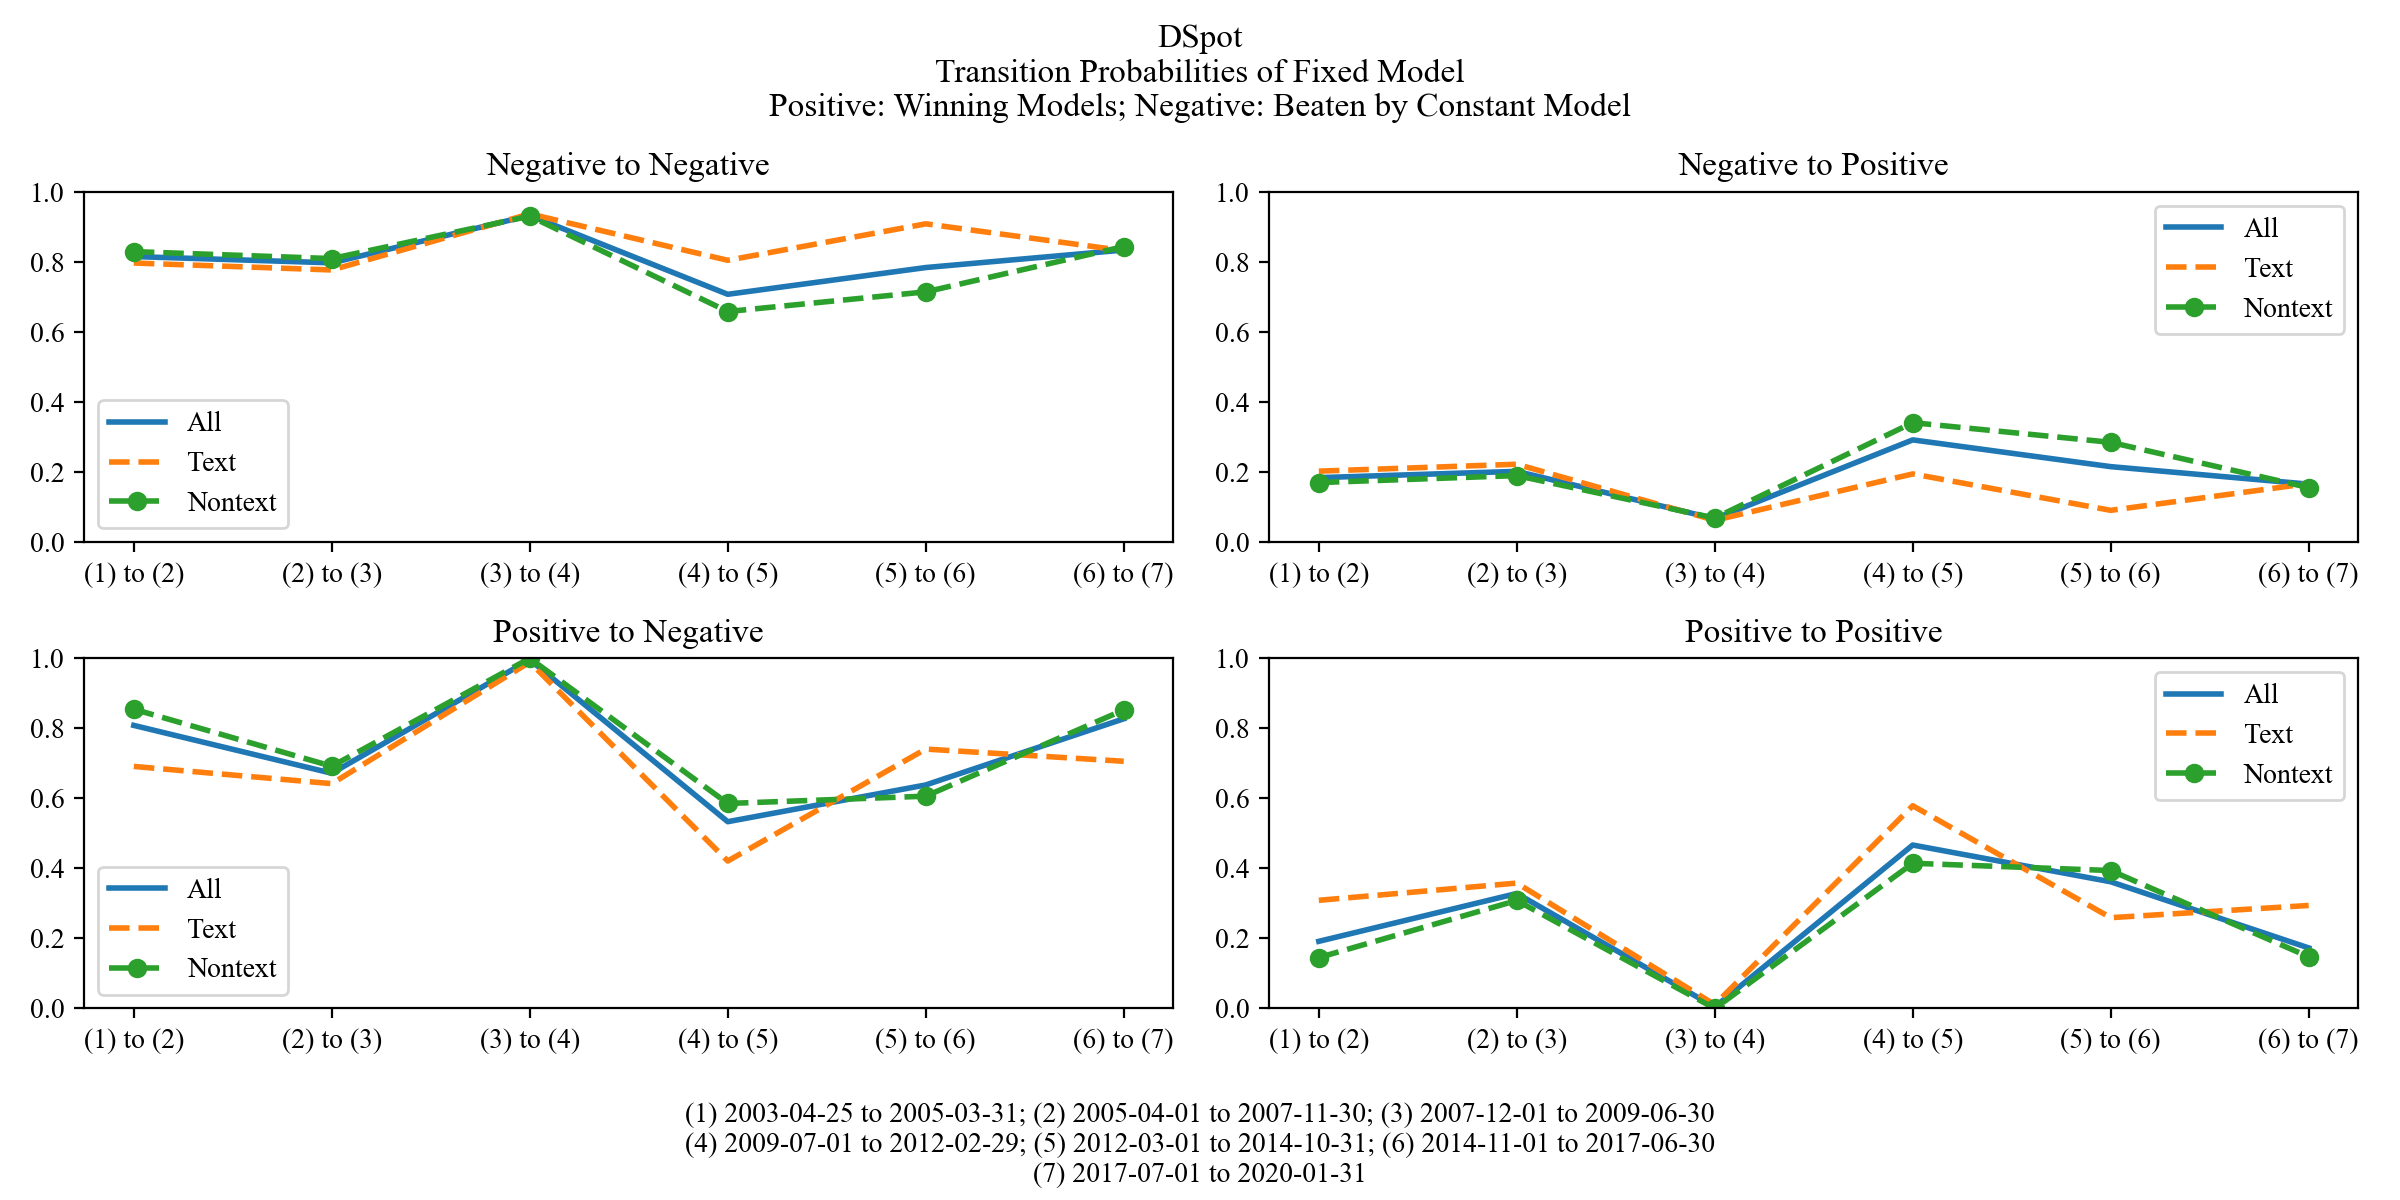 DSpot
Transition Probabilities of Fixed Model
Positive: Winning Models; Negative: Beaten by Constant Model
Negative to Negative
1.0
0.8
0.6
0.4
0.2
0.0
All
Text
Nontext
(1) to (2) (2) to (3) (3) to (4) (4) to (5) (5) to (6) (6) to (7)
Negative to Positive
1.0
0.8
0.6
0.4
0.2
0.0
All
Text
Nontext
(1) to (2) (2) to (3) (3) to (4) (4) to (5) (5) to (6) (6) to (7)
Positive to Negative
1.0
0.8
0.6
0.4
0.2
0.0
All
Text
Nontext
(1) to (2) (2) to (3) (3) to (4) (4) to (5) (5) to (6) (6) to (7)
Positive to Positive
1.0
0.8
0.6
0.4
0.2
0.0
All
Text
Nontext
(1) to (2) (2) to (3) (3) to (4) (4) to (5) (5) to (6) (6) to (7)
(1) 2003-04-25 to 2005-03-31; (2) 2005-04-01 to 2007-11-30; (3) 2007-12-01 to 2009-06-30
(4) 2009-07-01 to 2012-02-29; (5) 2012-03-01 to 2014-10-31; (6) 2014-11-01 to 2017-06-30
(7) 2017-07-01 to 2020-01-31